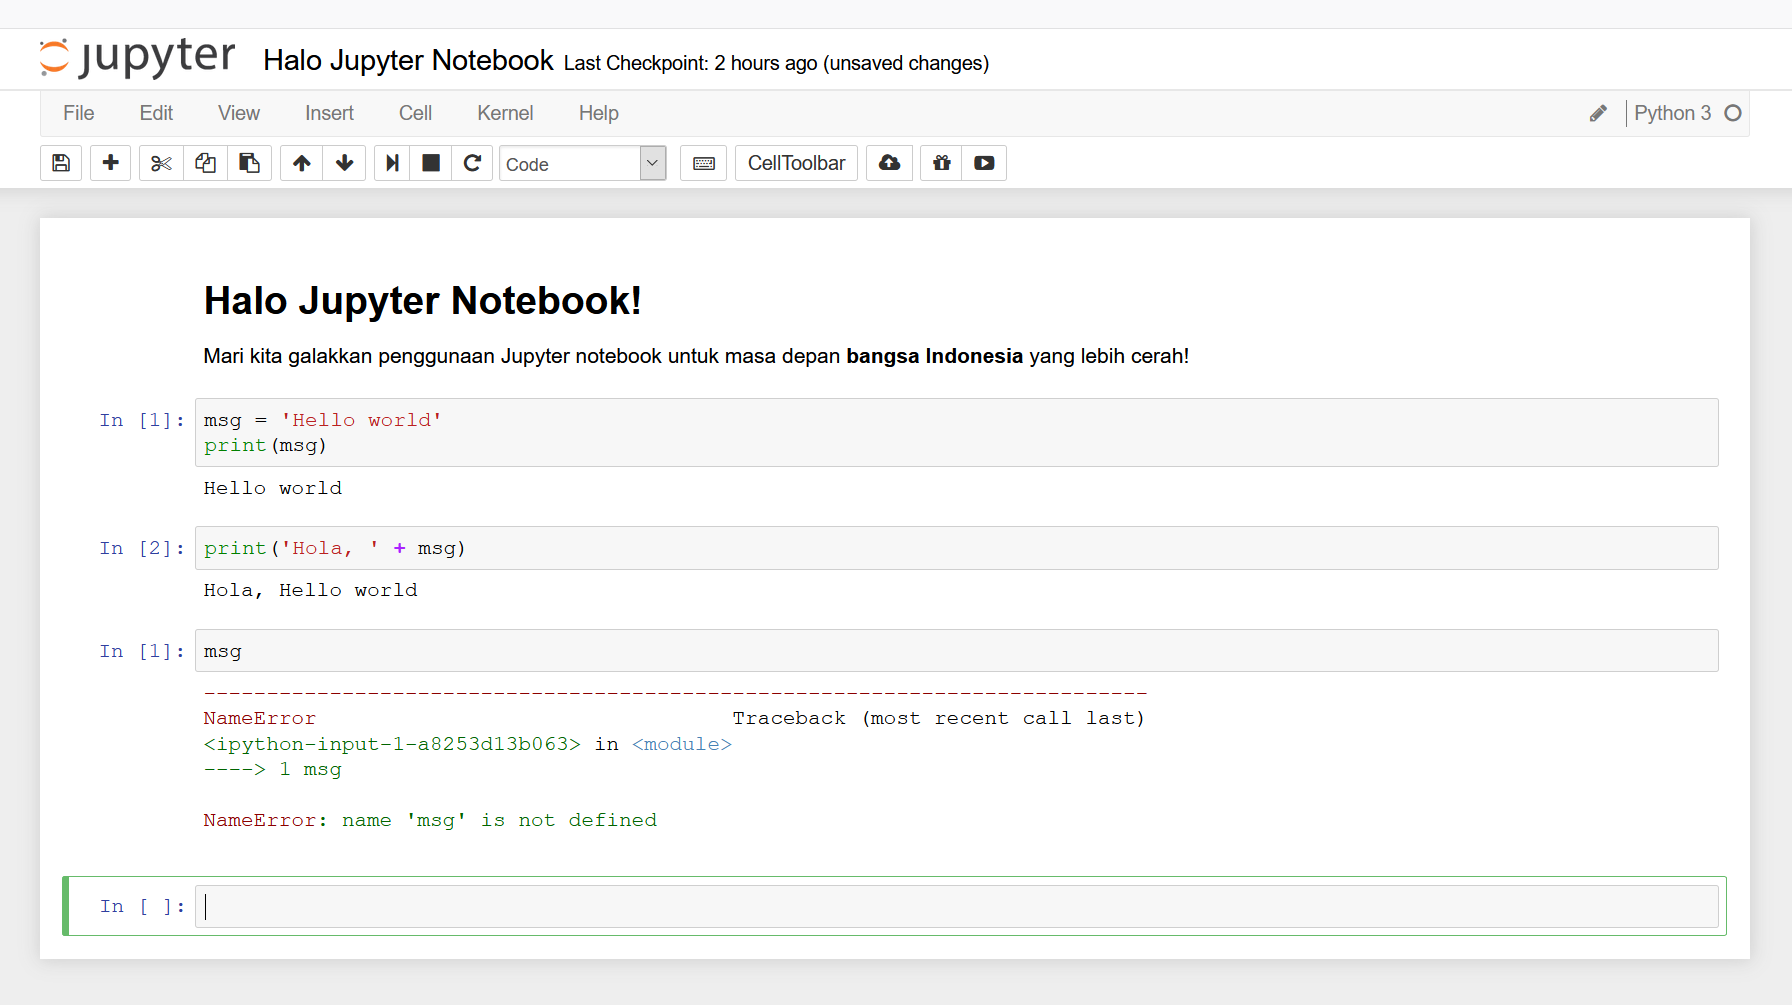 jupyter Halo Jupyter Notebook Last Checkpoint: 2 hours ago (unsaved changes)
File Edit View Insert Cell Kernel Help Python 3
Code CellToolbar
Halo Jupyter Notebook!
Mari kita galakkan penggunaan Jupyter notebook untuk masa depan bangsa Indonesia yang lebih cerah!
In [1]: msg = 'Hello world'
print(msg)
Hello world
In [2]: print('Hola, ' + msg)
Hola, Hello world
In [1]: msg
---------------------------------------------------------------------------
NameError Traceback (most recent call last)
<ipython-input-1-a8253d13b063> in <module>
----> 1 msg
NameError: name 'msg' is not defined
In [ ]: